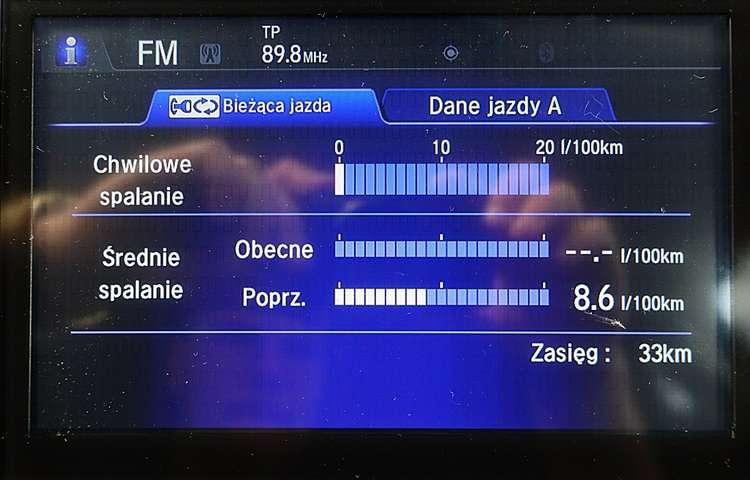 i
FM
TP
89.8MHz
Bieżąca jazda
Dane jazdy A
0 10 20 l/100km
Chwilowe
spalanie
Średnie
spalanie
Obecne --.- l/100km
Poprz. 8.6 l/100km
Zasięg : 33km